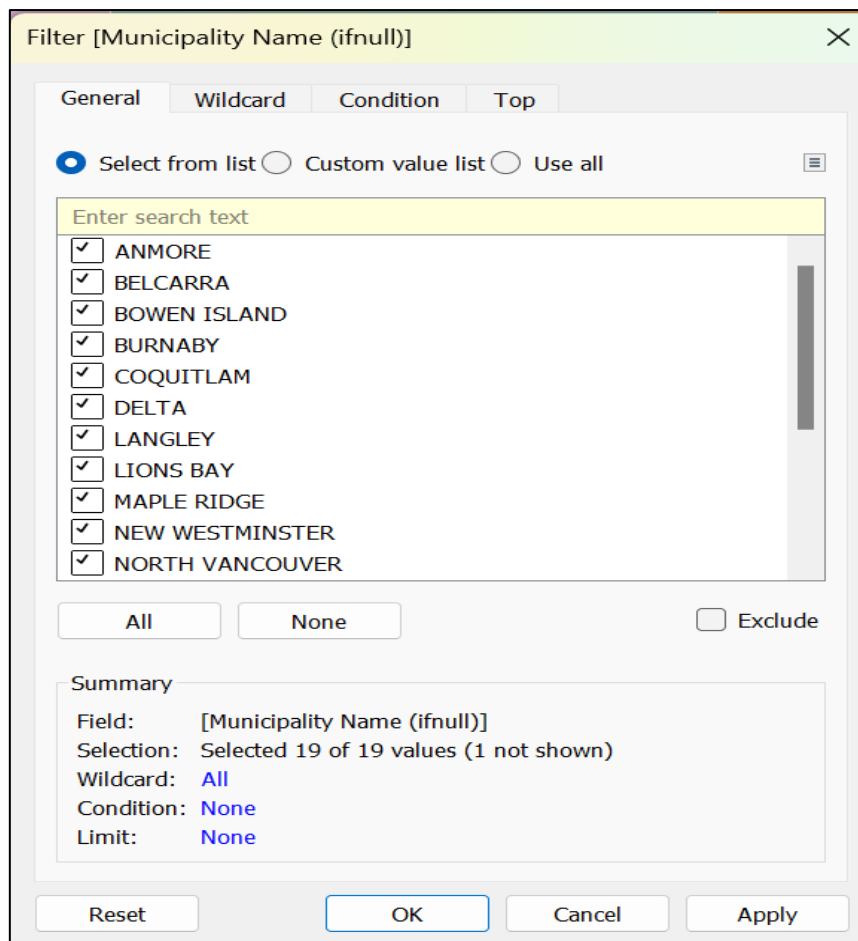 Filter [Municipality Name (ifnull)]
General Wildcard Condition Top
Select from list Custom value list Use all
Enter search text
ANMORE
BELCARRA
BOWEN ISLAND
BURNABY
COQUITLAM
DELTA
LANGLEY
LIONS BAY
MAPLE RIDGE
NEW WESTMINSTER
NORTH VANCOUVER
All None Exclude
Summary
Field: [Municipality Name (ifnull)]
Selection: Selected 19 of 19 values (1 not shown)
Wildcard: All
Condition: None
Limit: None
Reset OK Cancel Apply